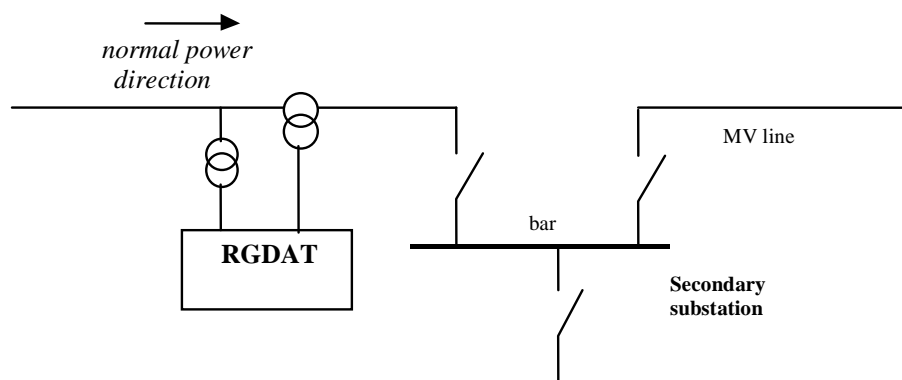 normal power
direction
MV line
bar
RGDAT
Secondary
substation